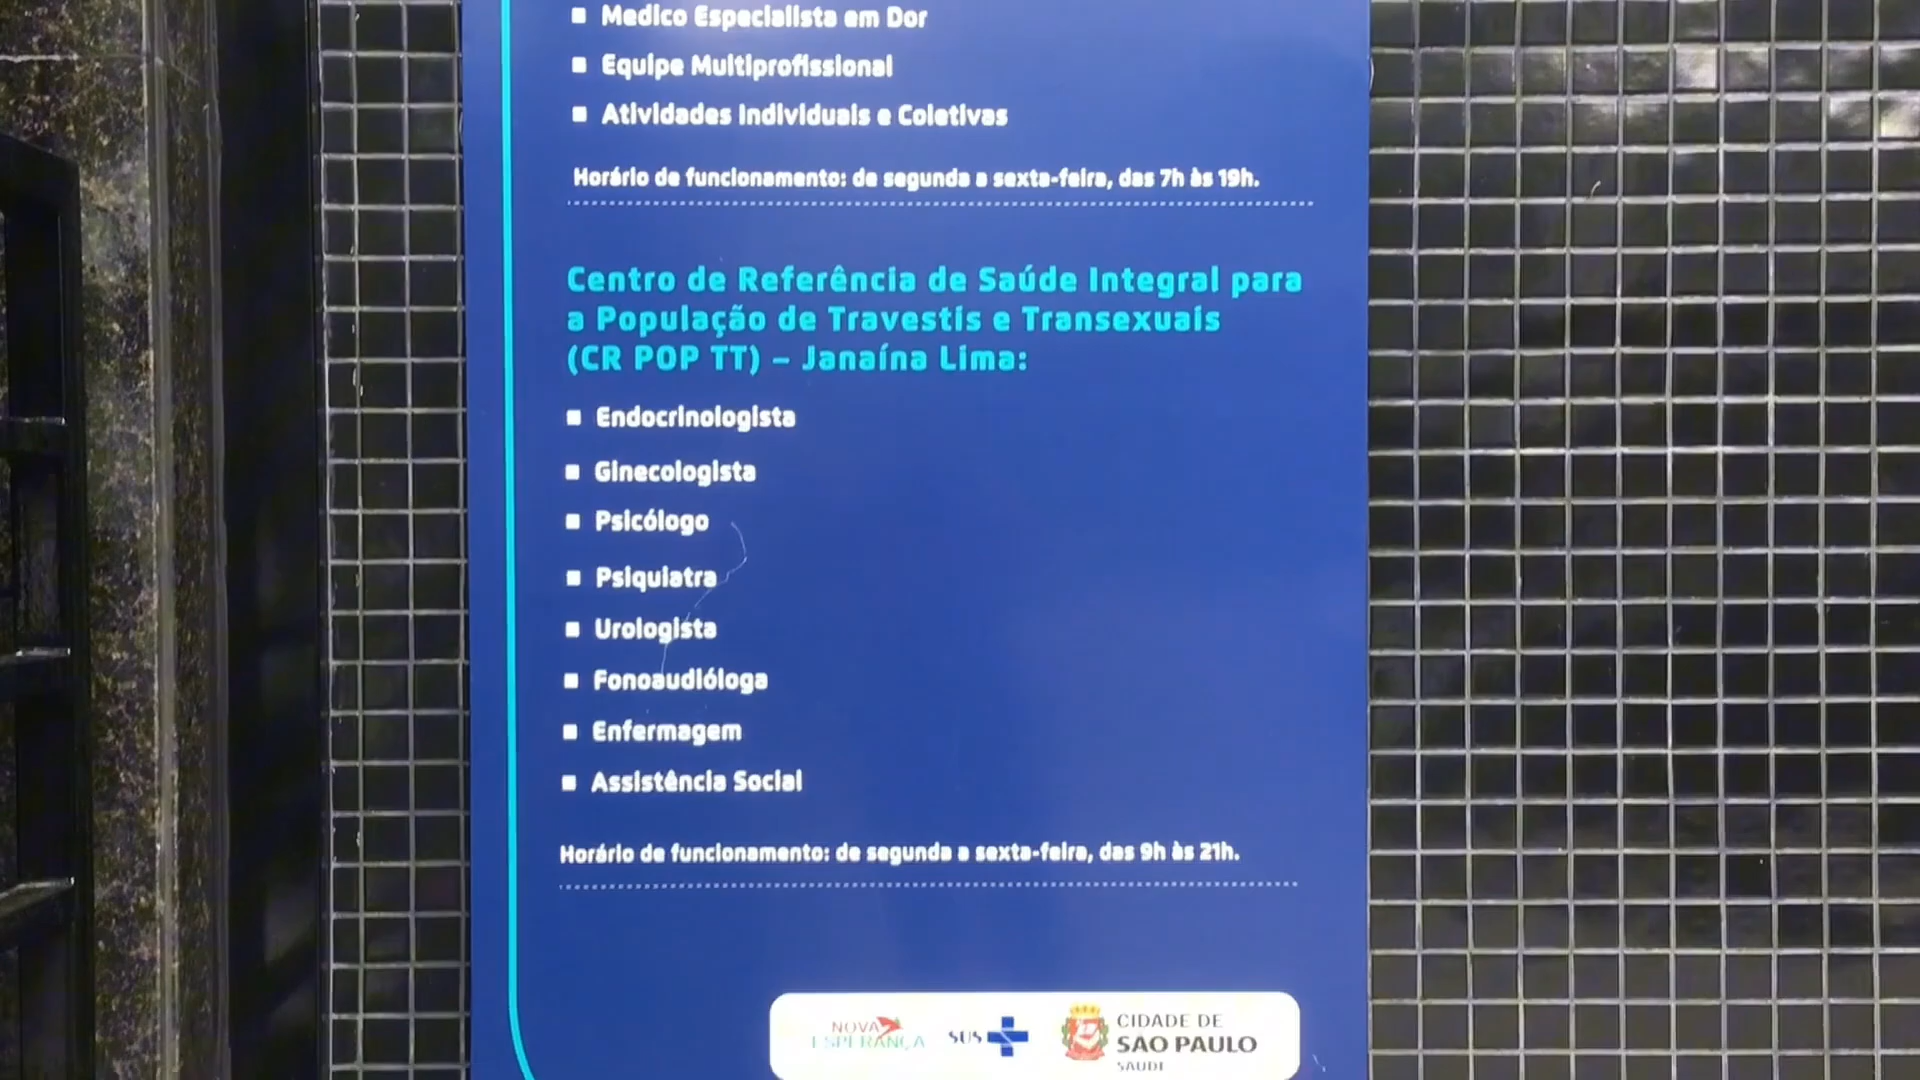 Medico Especialista em Dor
Equipe Multiprofissional
Atividades Individuais e Coletivas
Horário de funcionamento: de segunda a sexta-feira, das 7h às 19h.
Centro de Referência de Saúde Integral para
a População de Travestis e Transexuais
(CR POP TT) – Janaína Lima:
Endocrinologista
Ginecologista
Psicólogo
Psiquiatra
Urologista
Fonoaudióloga
Enfermagem
Assistência Social
Horário de funcionamento: de segunda a sexta-feira, das 9h às 21h.
NOVA
ESPERANÇA
SUS
CIDADE DE
SÃO PAULO
SAÚDE